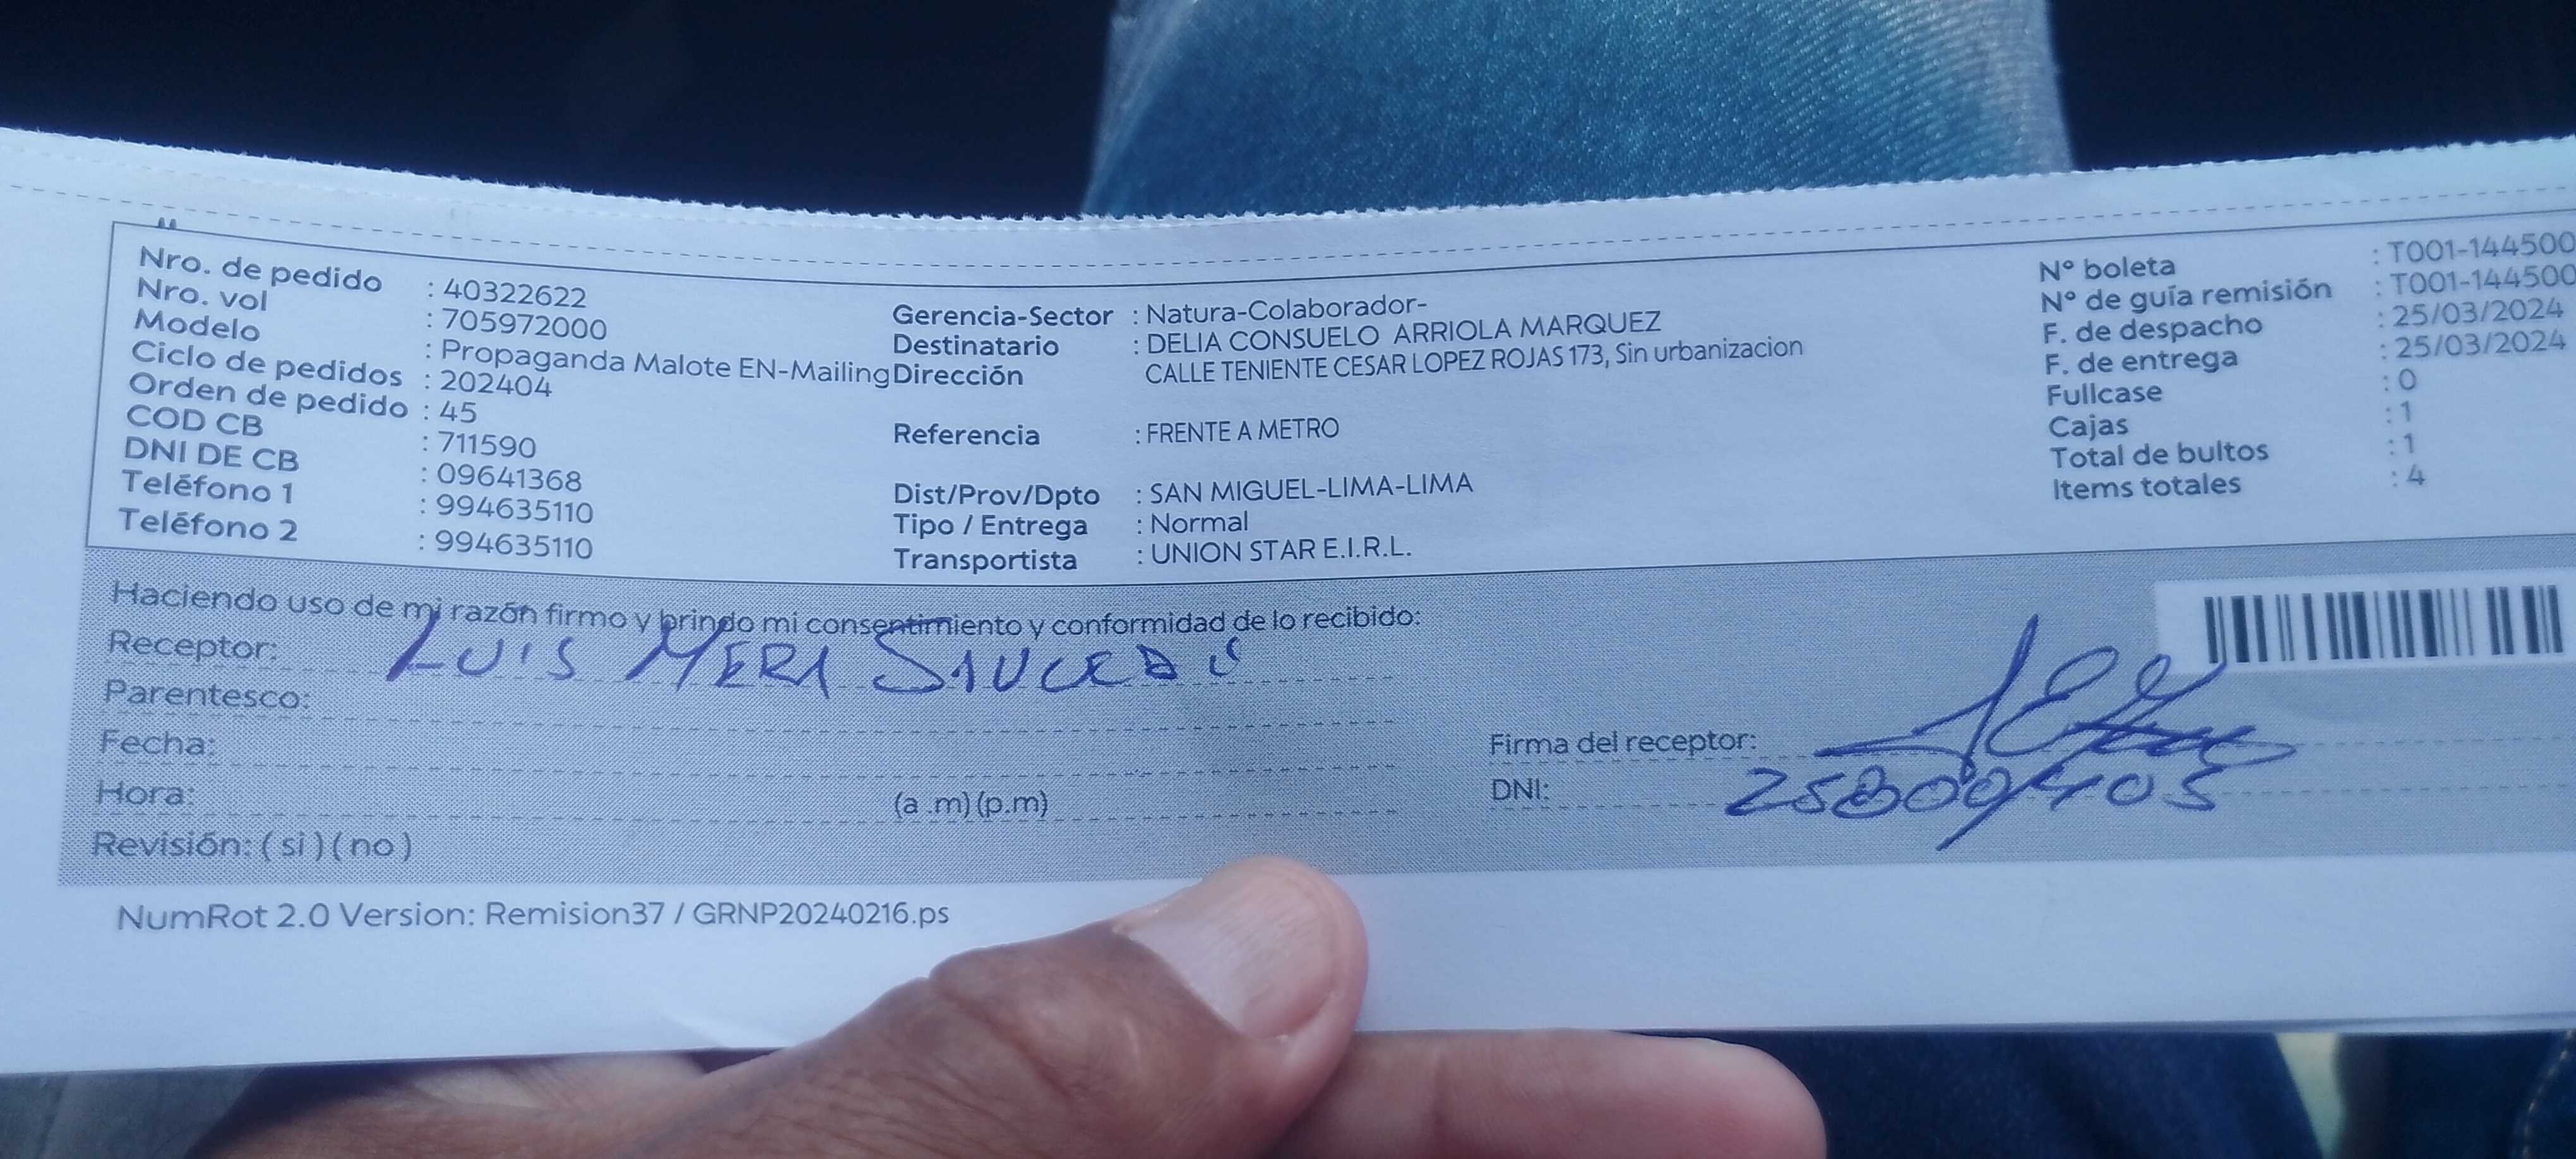 Nro. de pedido : 40322622
Nro. vol : 705972000
Modelo : Propaganda Malote EN-Mailing
Ciclo de pedidos : 202404
Orden de pedido : 45
COD CB : 711590
DNI DE CB : 09641368
Teléfono 1 : 994635110
Teléfono 2 : 994635110
Gerencia-Sector : Natura-Colaborador-
Destinatario : DELIA CONSUELO ARRIOLA MARQUEZ
Dirección CALLE TENIENTE CESAR LOPEZ ROJAS 173, Sin urbanizacion
Referencia : FRENTE A METRO
Dist/Prov/Dpto : SAN MIGUEL-LIMA-LIMA
Tipo / Entrega : Normal
Transportista : UNION STAR E.I.R.L.
Nº boleta : T001-144500
Nº de guía remisión : T001-144500
F. de despacho : 25/03/2024
F. de entrega : 25/03/2024
Fullcase : 0
Cajas : 1
Total de bultos : 1
Items totales : 4
Haciendo uso de mi razón firmo y brindo mi consentimiento y conformidad de lo recibido:
Receptor: LUIS MERA
Parentesco:
Fecha:
Hora: (a .m) (p.m)
Revisión: ( si ) ( no )
Firma del receptor:
DNI:
NumRot 2.0 Version: Remision37 / GRNP20240216.ps